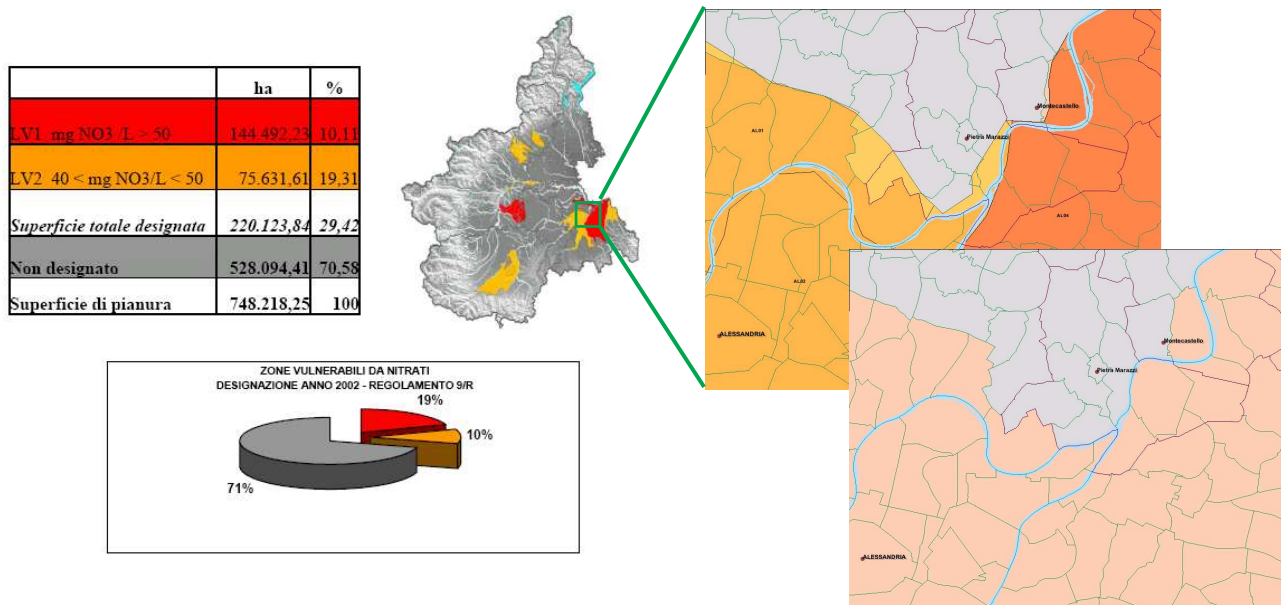 ha %
LV1 mg NO3 /L > 50 144.492,23 10,11
LV2 40 < mg NO3/L < 50 75.631,61 19,31
Superficie totale designata 220.123,84 29,42
Non designato 528.094,41 70,58
Superficie di pianura 748.218,25 100
ZONE VULNERABILI DA NITRATI
DESIGNAZIONE ANNO 2002 - REGOLAMENTO 9/R
19%
10%
71%
Montecastello
AL01
Pietra Marazzi
AL04
AL02
ALESSANDRIA
Montecastello
Pietra Marazzi
ALESSANDRIA